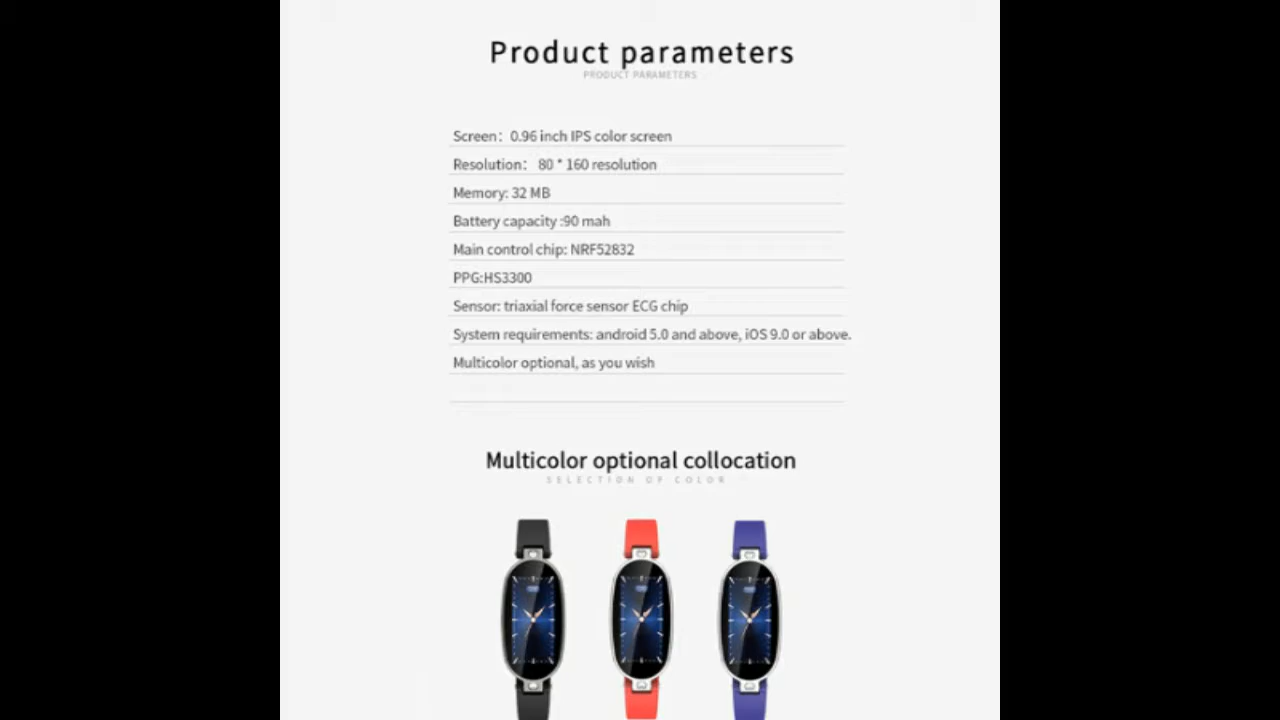 Product parameters
PRODUCT PARAMETERS
Screen： 0.96 inch IPS color screen
Resolution： 80 * 160 resolution
Memory: 32 MB
Battery capacity :90 mah
Main control chip: NRF52832
PPG:HS3300
Sensor: triaxial force sensor ECG chip
System requirements: android 5.0 and above, iOS 9.0 or above.
Multicolor optional, as you wish
Multicolor optional collocation
SELECTION OF COLOR